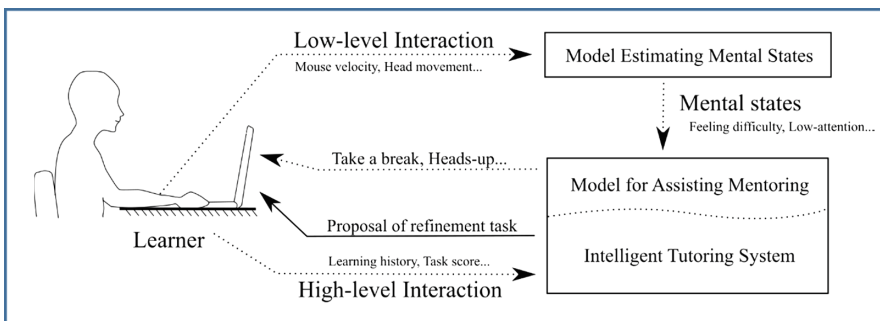 Low-level Interaction
Mouse velocity, Head movement...
Model Estimating Mental States
Mental states
Feeling difficulty, Low-attention...
Take a break, Heads-up...
Model for Assisting Mentoring
Proposal of refinement task
Learner
Intelligent Tutoring System
Learning history, Task score...
High-level Interaction